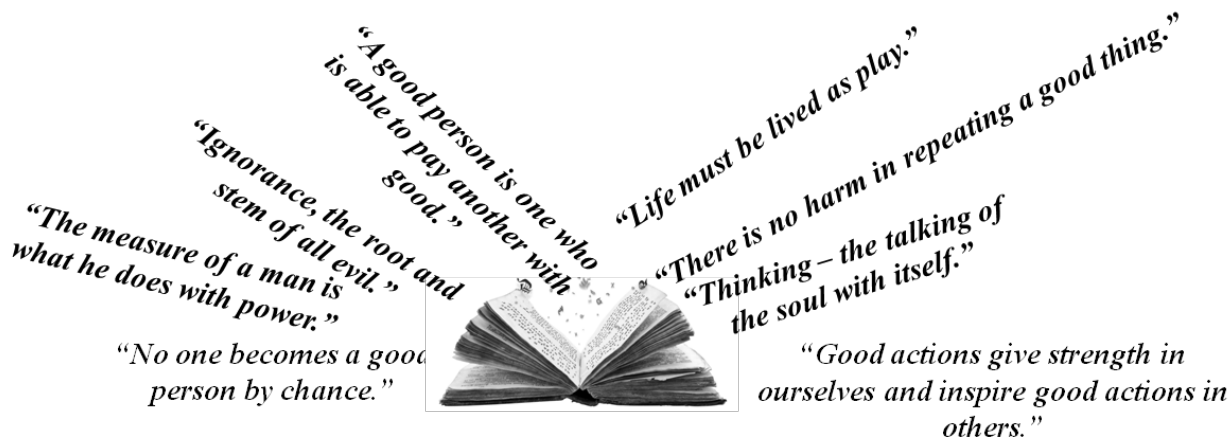 “A good person is one who
is able to pay another with
good.”
“Life must be lived as play.”
“There is no harm in repeating a good thing.”
“Ignorance, the root and
stem of all evil.”
“Thinking – the talking of
the soul with itself.”
“The measure of a man is
what he does with power.”
“No one becomes a good
person by chance.”
“Good actions give strength in
ourselves and inspire good actions in
others.”